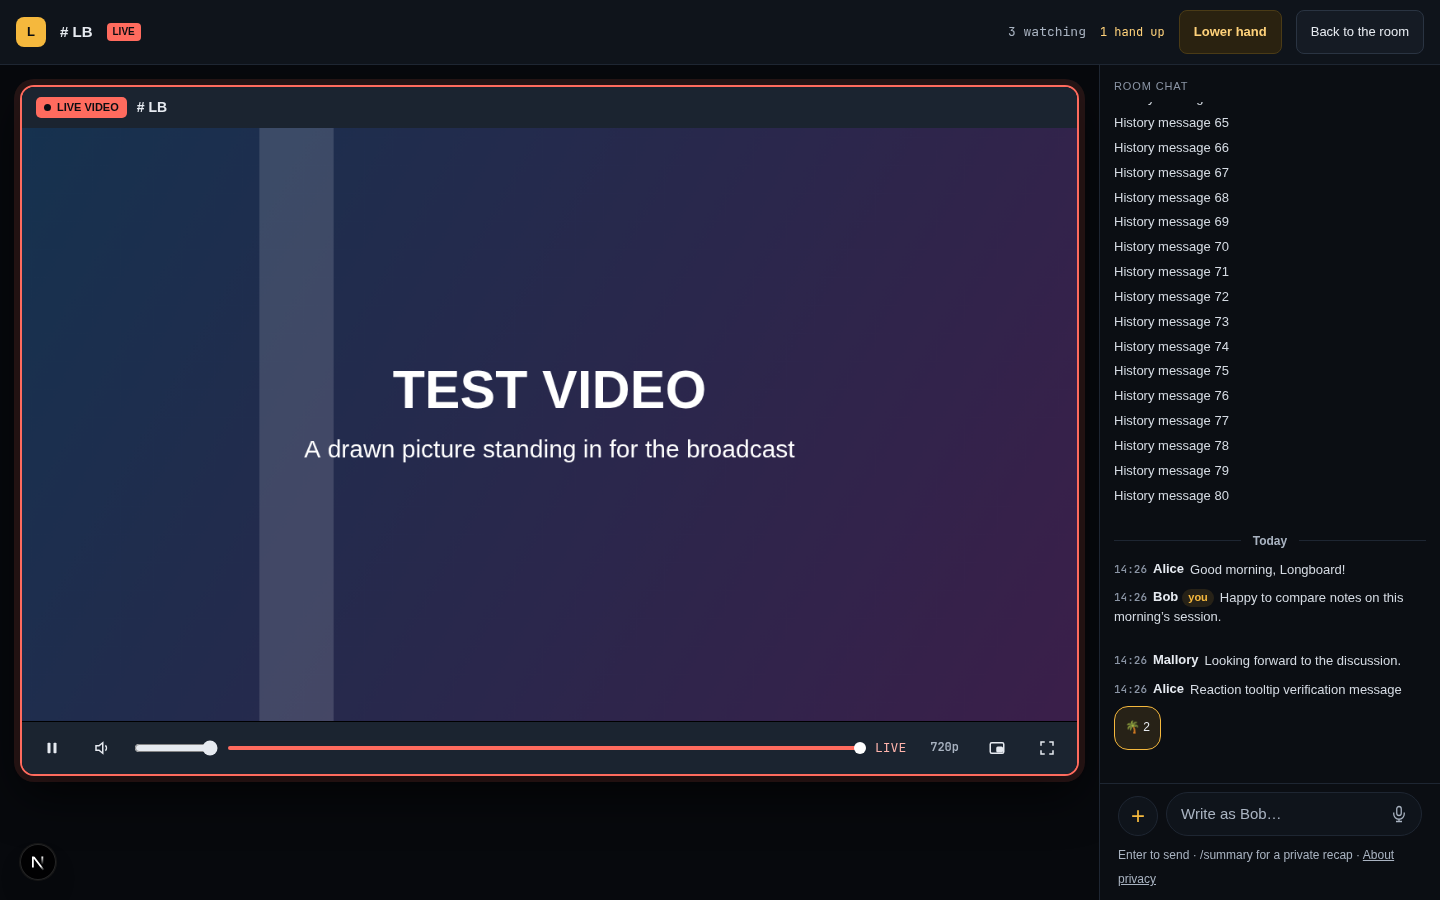 L
# LB
LIVE
3 watching
1 hand up
Lower hand
Back to the room
LIVE VIDEO
# LB
TEST VIDEO
A drawn picture standing in for the broadcast
LIVE
720p
ROOM CHAT
History message 65
History message 66
History message 67
History message 68
History message 69
History message 70
History message 71
History message 72
History message 73
History message 74
History message 75
History message 76
History message 77
History message 78
History message 79
History message 80
Today
14:26 Alice Good morning, Longboard!
14:26 Bob you Happy to compare notes on this
morning's session.
14:26 Mallory Looking forward to the discussion.
14:26 Alice Reaction tooltip verification message
🌴 2
Write as Bob…
Enter to send · /summary for a private recap · About
privacy